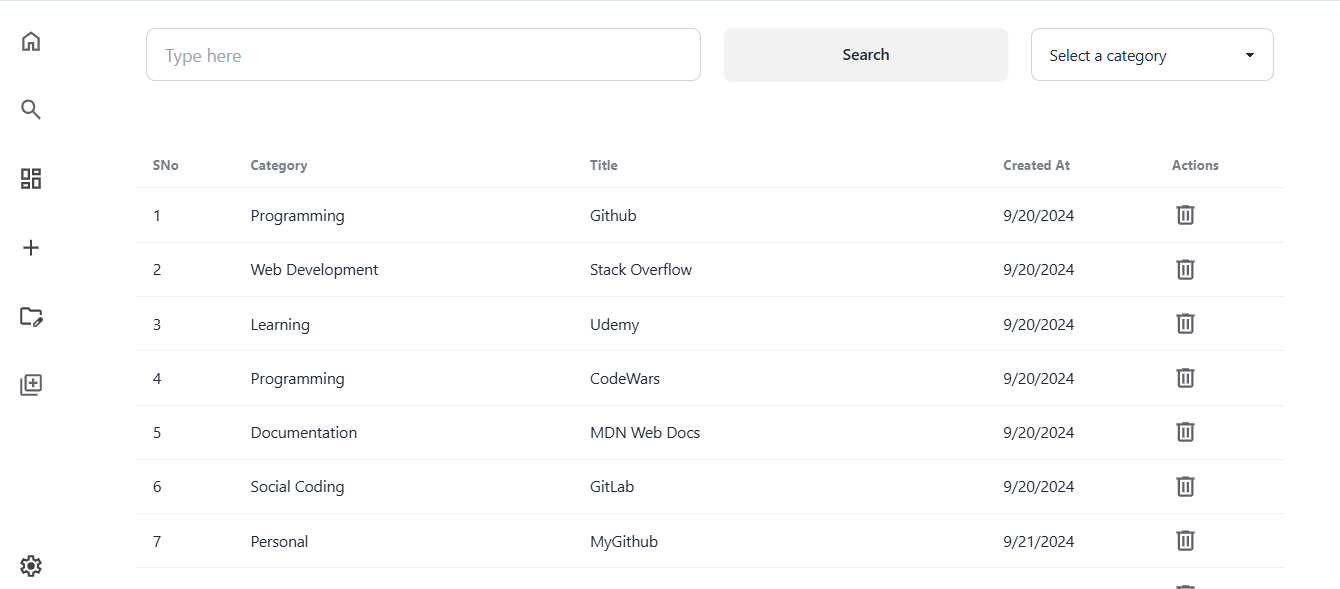 Type here Search Select a category
SNo Category Title Created At Actions
1 Programming Github 9/20/2024
2 Web Development Stack Overflow 9/20/2024
3 Learning Udemy 9/20/2024
4 Programming CodeWars 9/20/2024
5 Documentation MDN Web Docs 9/20/2024
6 Social Coding GitLab 9/20/2024
7 Personal MyGithub 9/21/2024